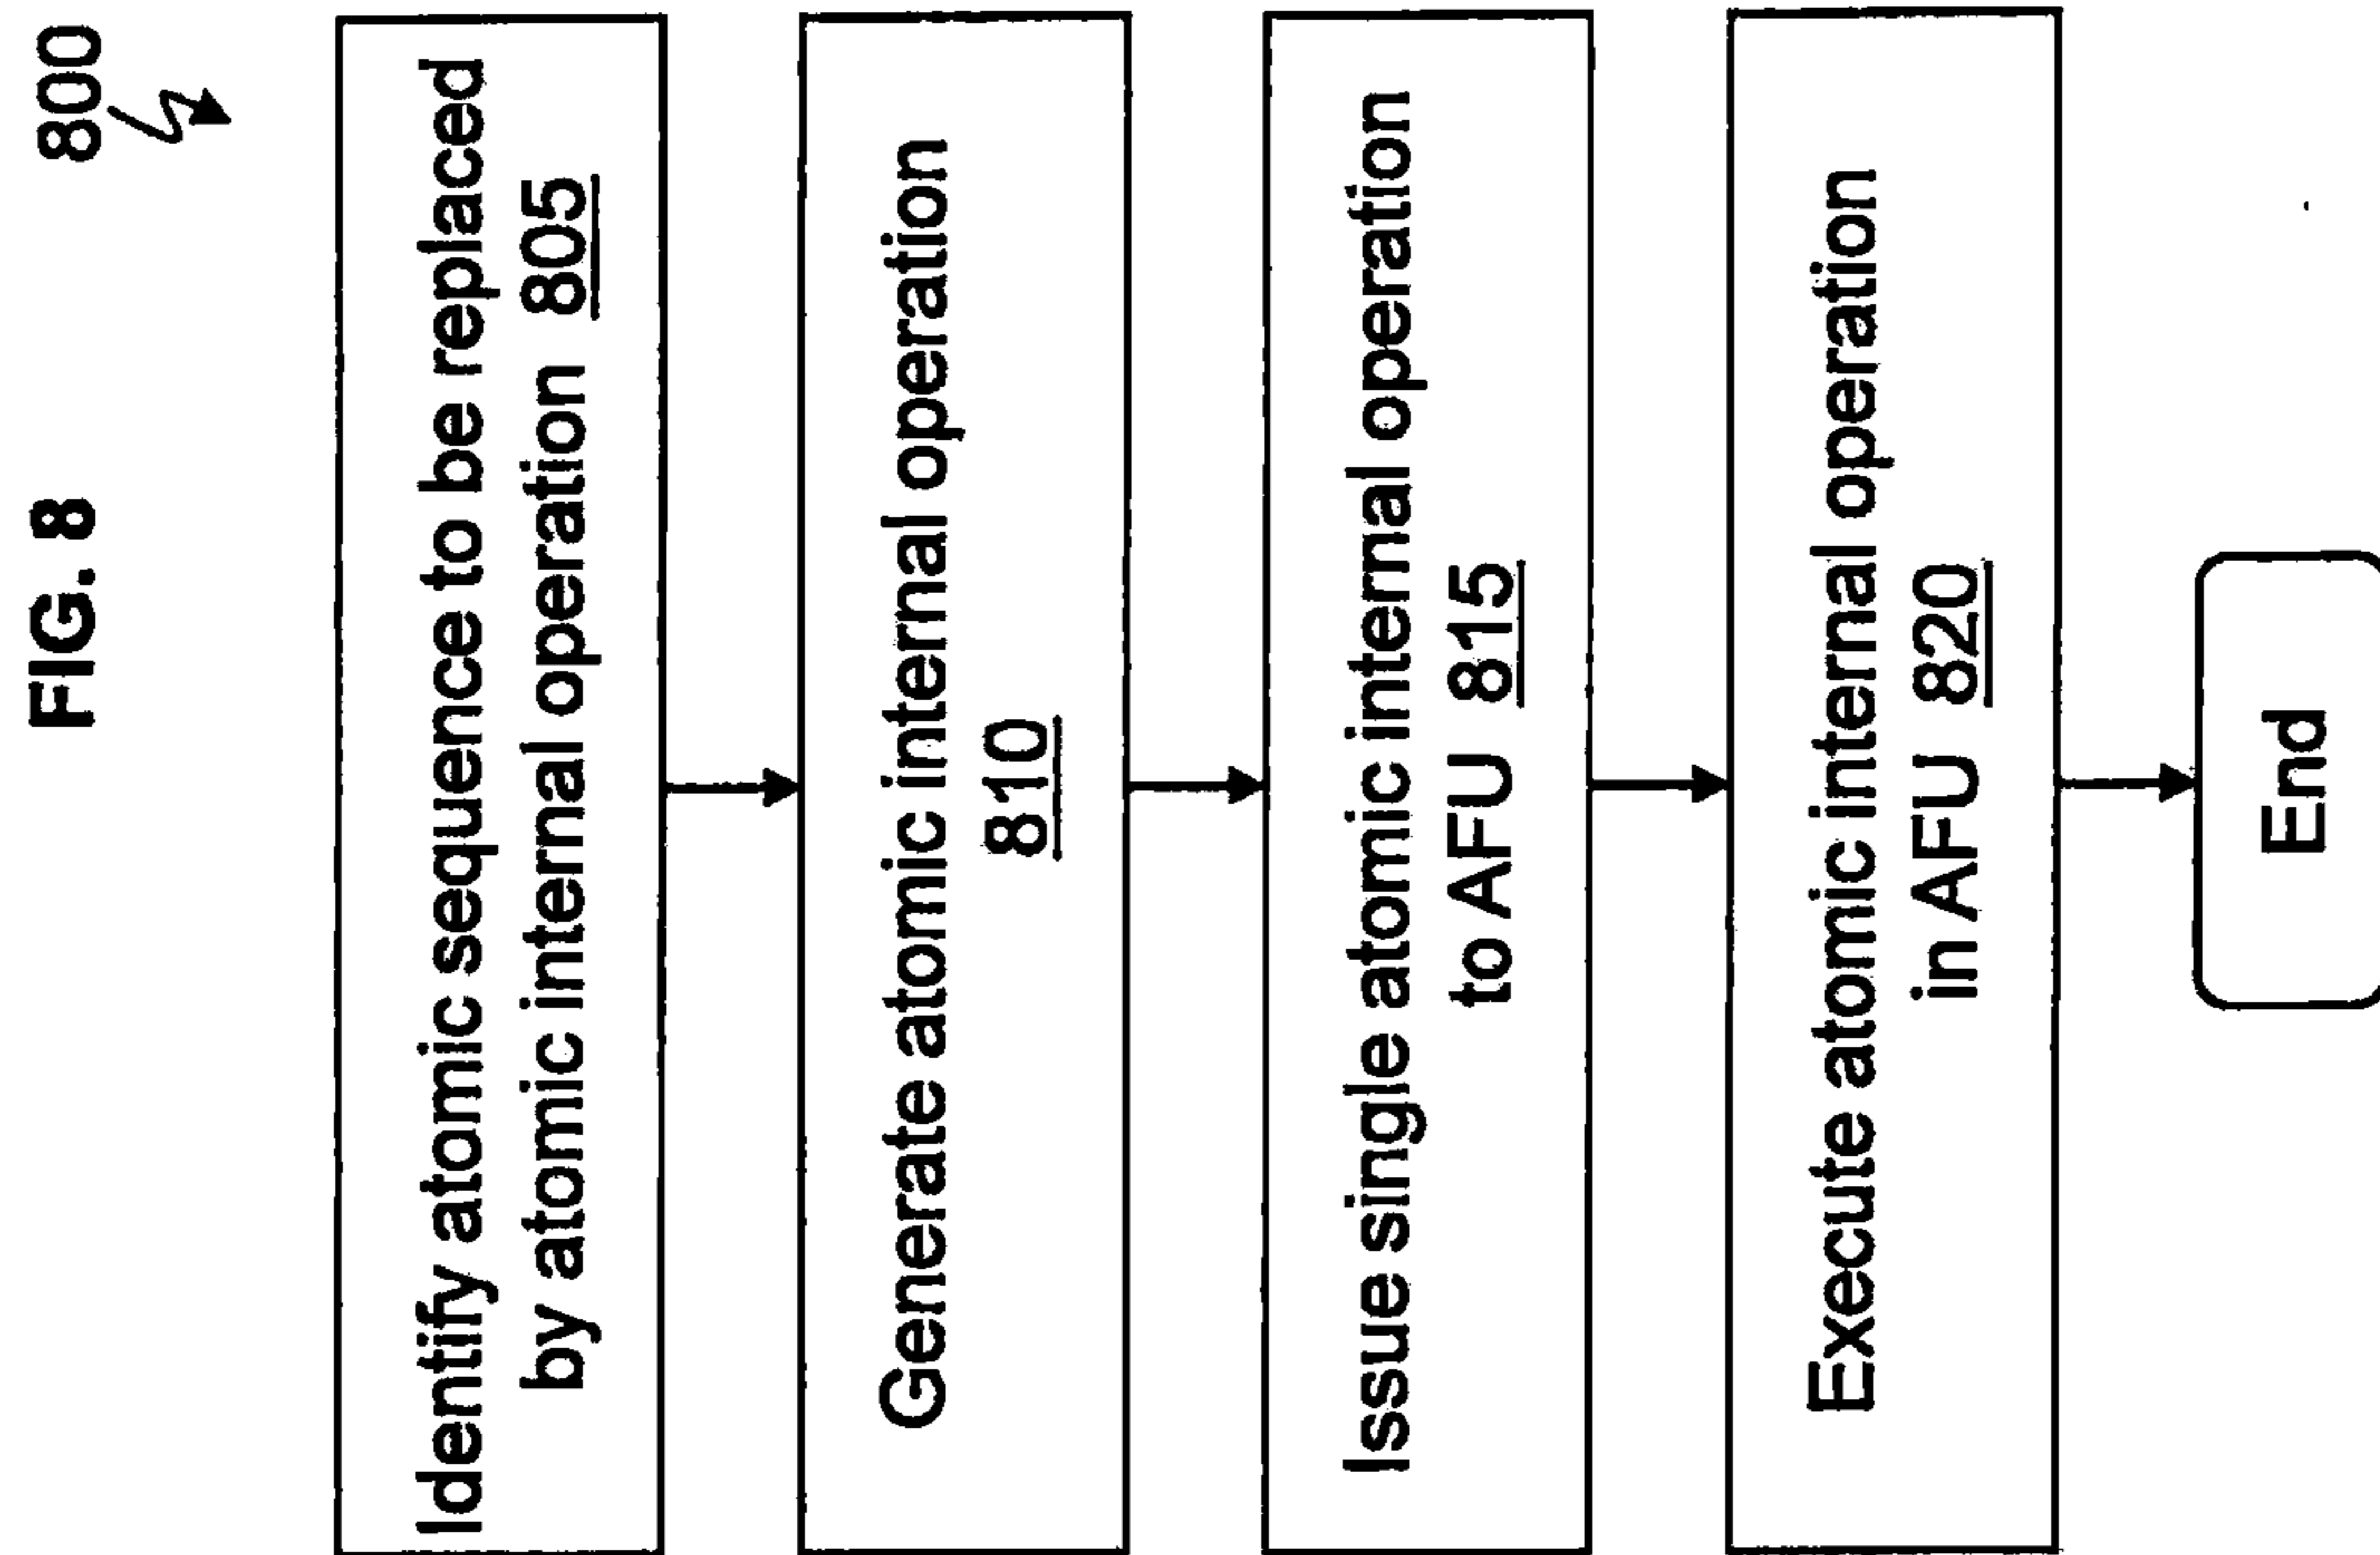 FIG. 8
800
Identify atomic sequence to be replaced
by atomic internal operation 805
Generate atomic internal operation
810
Issue single atomic internal operation
to AFU 815
Execute atomic internal operation
in AFU 820
End